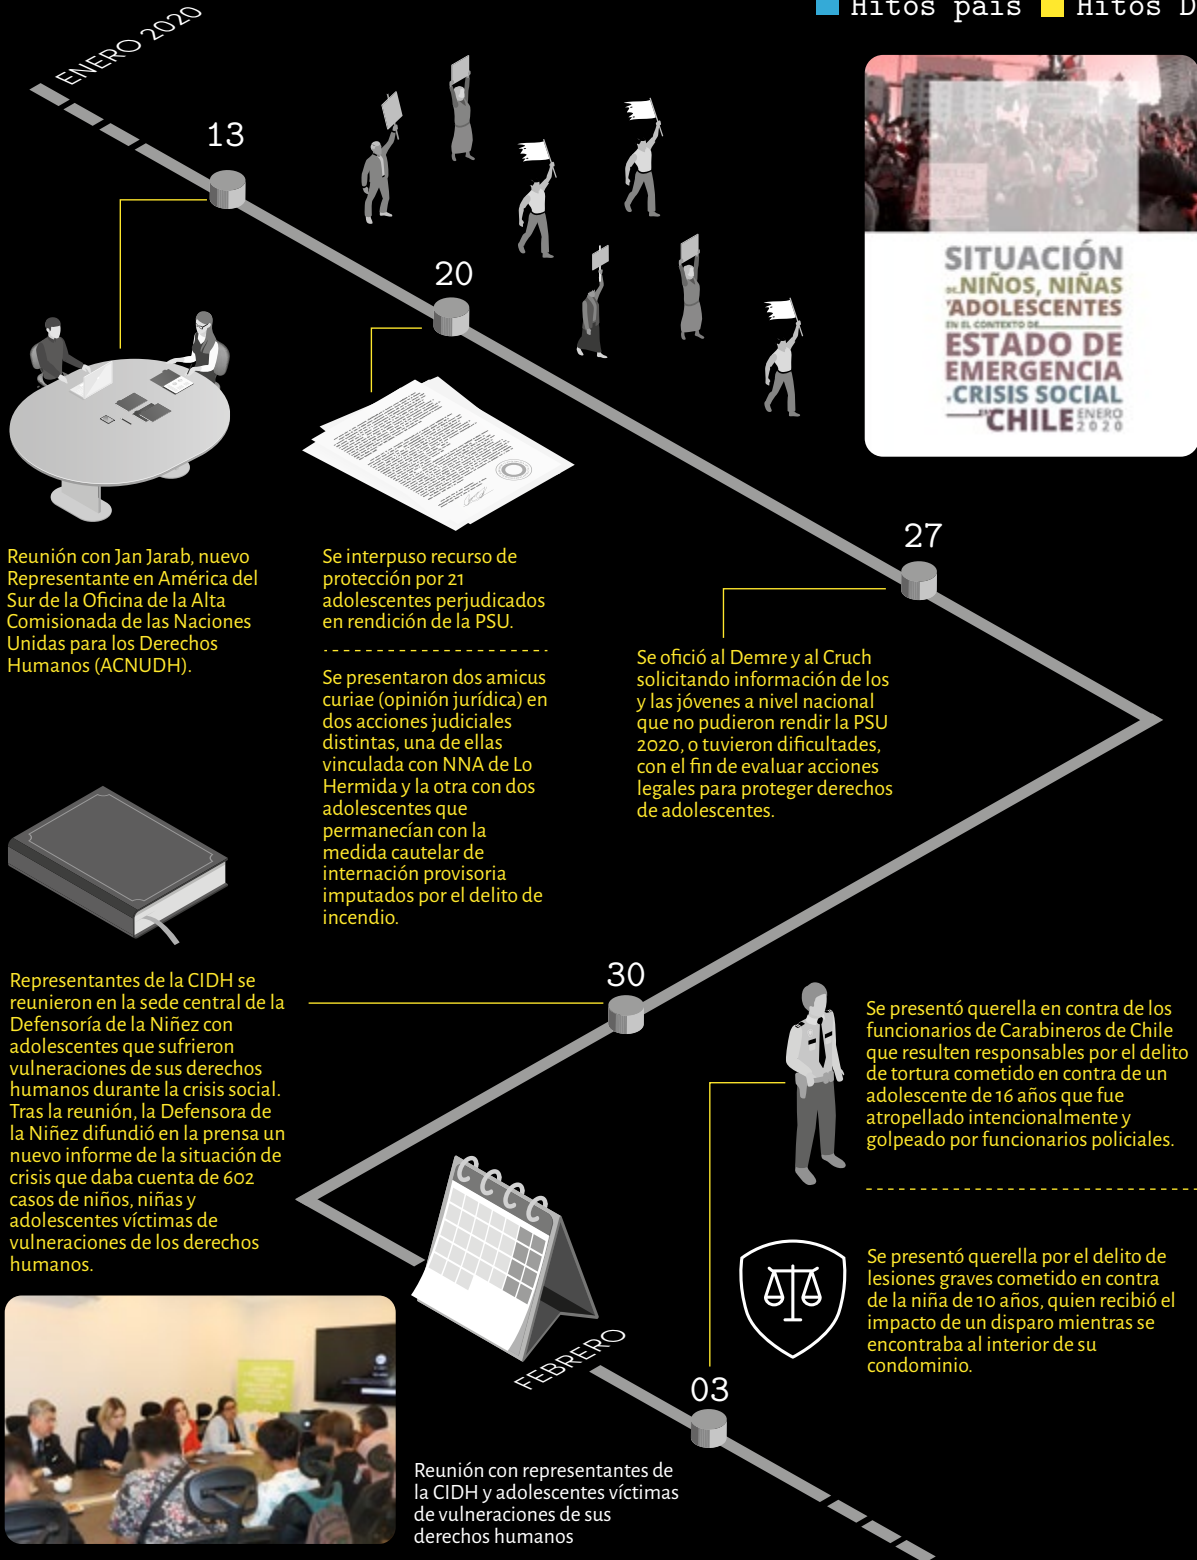 Hitos país
Hitos D
ENERO 2020
13
20
SITUACIÓN
DE NIÑOS, NIÑAS
Y ADOLESCENTES
EN EL CONTEXTO DE
ESTADO DE
EMERGENCIA
Y CRISIS SOCIAL
EN CHILE ENERO
2020
Reunión con Jan Jarab, nuevo
Representante en América del
Sur de la Oficina de la Alta
Comisionada de las Naciones
Unidas para los Derechos
Humanos (ACNUDH).
Se interpuso recurso de
protección por 21
adolescentes perjudicados
en rendición de la PSU.
Se presentaron dos amicus
curiae (opinión jurídica) en
dos acciones judiciales
distintas, una de ellas
vinculada con NNA de Lo
Hermida y la otra con dos
adolescentes que
permanecían con la
medida cautelar de
internación provisoria
imputados por el delito de
incendio.
27
Se ofició al Demre y al Cruch
solicitando información de los
y las jóvenes a nivel nacional
que no pudieron rendir la PSU
2020, o tuvieron dificultades,
con el fin de evaluar acciones
legales para proteger derechos
de adolescentes.
30
Representantes de la CIDH se
reunieron en la sede central de la
Defensoría de la Niñez con
adolescentes que sufrieron
vulneraciones de sus derechos
humanos durante la crisis social.
Tras la reunión, la Defensora de
la Niñez difundió en la prensa un
nuevo informe de la situación de
crisis que daba cuenta de 602
casos de niños, niñas y
adolescentes víctimas de
vulneraciones de los derechos
humanos.
Se presentó querella en contra de los
funcionarios de Carabineros de Chile
que resulten responsables por el delito
de tortura cometido en contra de un
adolescente de 16 años que fue
atropellado intencionalmente y
golpeado por funcionarios policiales.
Se presentó querella por el delito de
lesiones graves cometido en contra
de la niña de 10 años, quien recibió el
impacto de un disparo mientras se
encontraba al interior de su
condominio.
FEBRERO
03
Reunión con representantes de
la CIDH y adolescentes víctimas
de vulneraciones de sus
derechos humanos